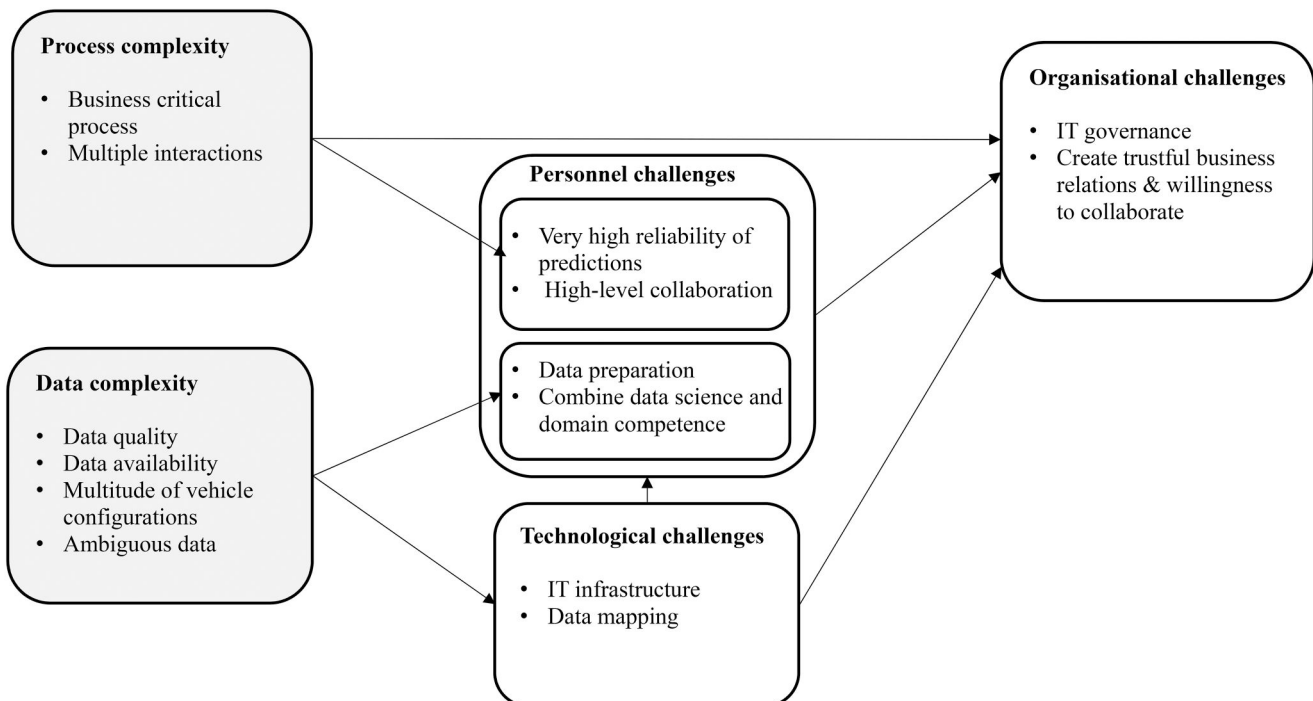 Process complexity
• Business critical
process
• Multiple interactions
Data complexity
• Data quality
• Data availability
• Multitude of vehicle
configurations
• Ambiguous data
Personnel challenges
• Very high reliability of
predictions
• High-level collaboration
• Data preparation
• Combine data science and
domain competence
Technological challenges
• IT infrastructure
• Data mapping
Organisational challenges
• IT governance
• Create trustful business
relations & willingness
to collaborate